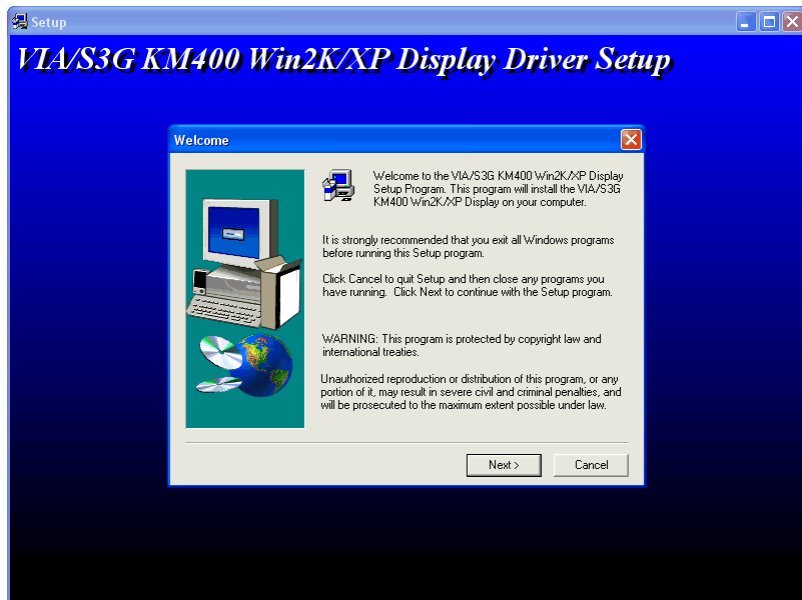 Setup
VIA/S3G KM400 Win2K/XP Display Driver Setup
Welcome
Welcome to the VIA/S3G KM400 Win2K/XP Display
Setup Program. This program will install the VIA/S3G
KM400 Win2K/XP Display on your computer.
It is strongly recommended that you exit all Windows programs
before running this Setup program.
Click Cancel to quit Setup and then close any programs you
have running. Click Next to continue with the Setup program.
WARNING: This program is protected by copyright law and
international treaties.
Unauthorized reproduction or distribution of this program, or any
portion of it, may result in severe civil and criminal penalties, and
will be prosecuted to the maximum extent possible under law.
Next > Cancel